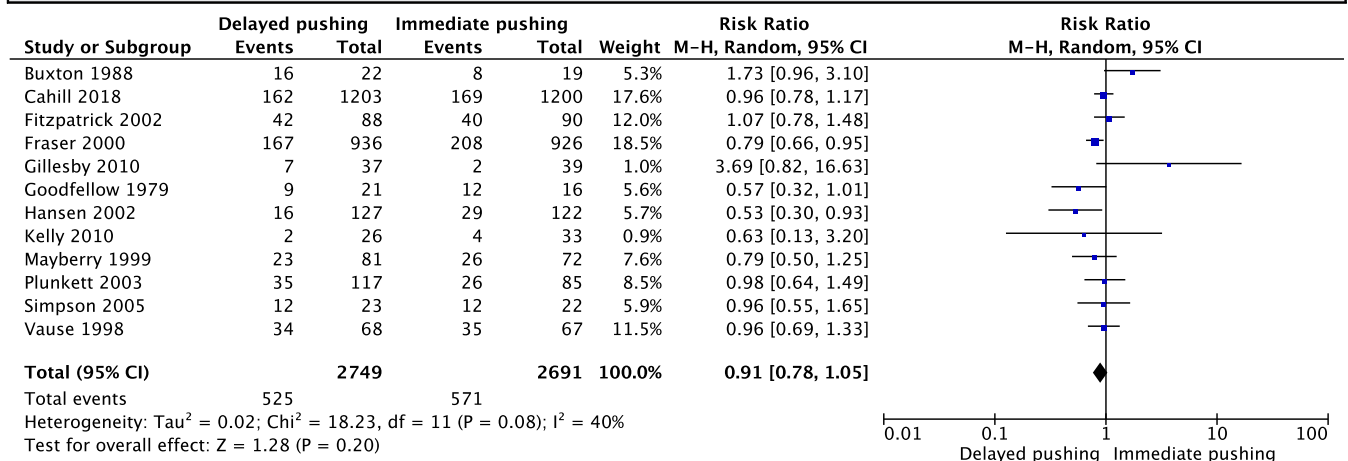 Delayed pushing Immediate pushing Risk Ratio Risk Ratio
Study or Subgroup Events Total Events Total Weight M-H, Random, 95% CI M-H, Random, 95% CI
Buxton 1988 16 22 8 19 5.3% 1.73 [0.96, 3.10]
Cahill 2018 162 1203 169 1200 17.6% 0.96 [0.78, 1.17]
Fitzpatrick 2002 42 88 40 90 12.0% 1.07 [0.78, 1.48]
Fraser 2000 167 936 208 926 18.5% 0.79 [0.66, 0.95]
Gillesby 2010 7 37 2 39 1.0% 3.69 [0.82, 16.63]
Goodfellow 1979 9 21 12 16 5.6% 0.57 [0.32, 1.01]
Hansen 2002 16 127 29 122 5.7% 0.53 [0.30, 0.93]
Kelly 2010 2 26 4 33 0.9% 0.63 [0.13, 3.20]
Mayberry 1999 23 81 26 72 7.6% 0.79 [0.50, 1.25]
Plunkett 2003 35 117 26 85 8.5% 0.98 [0.64, 1.49]
Simpson 2005 12 23 12 22 5.9% 0.96 [0.55, 1.65]
Vause 1998 34 68 35 67 11.5% 0.96 [0.69, 1.33]
Total (95% CI) 2749 2691 100.0% 0.91 [0.78, 1.05]
Total events 525 571
Heterogeneity: Tau² = 0.02; Chi² = 18.23, df = 11 (P = 0.08); I² = 40%
Test for overall effect: Z = 1.28 (P = 0.20)
0.01 0.1 1 10 100
Delayed pushing Immediate pushing